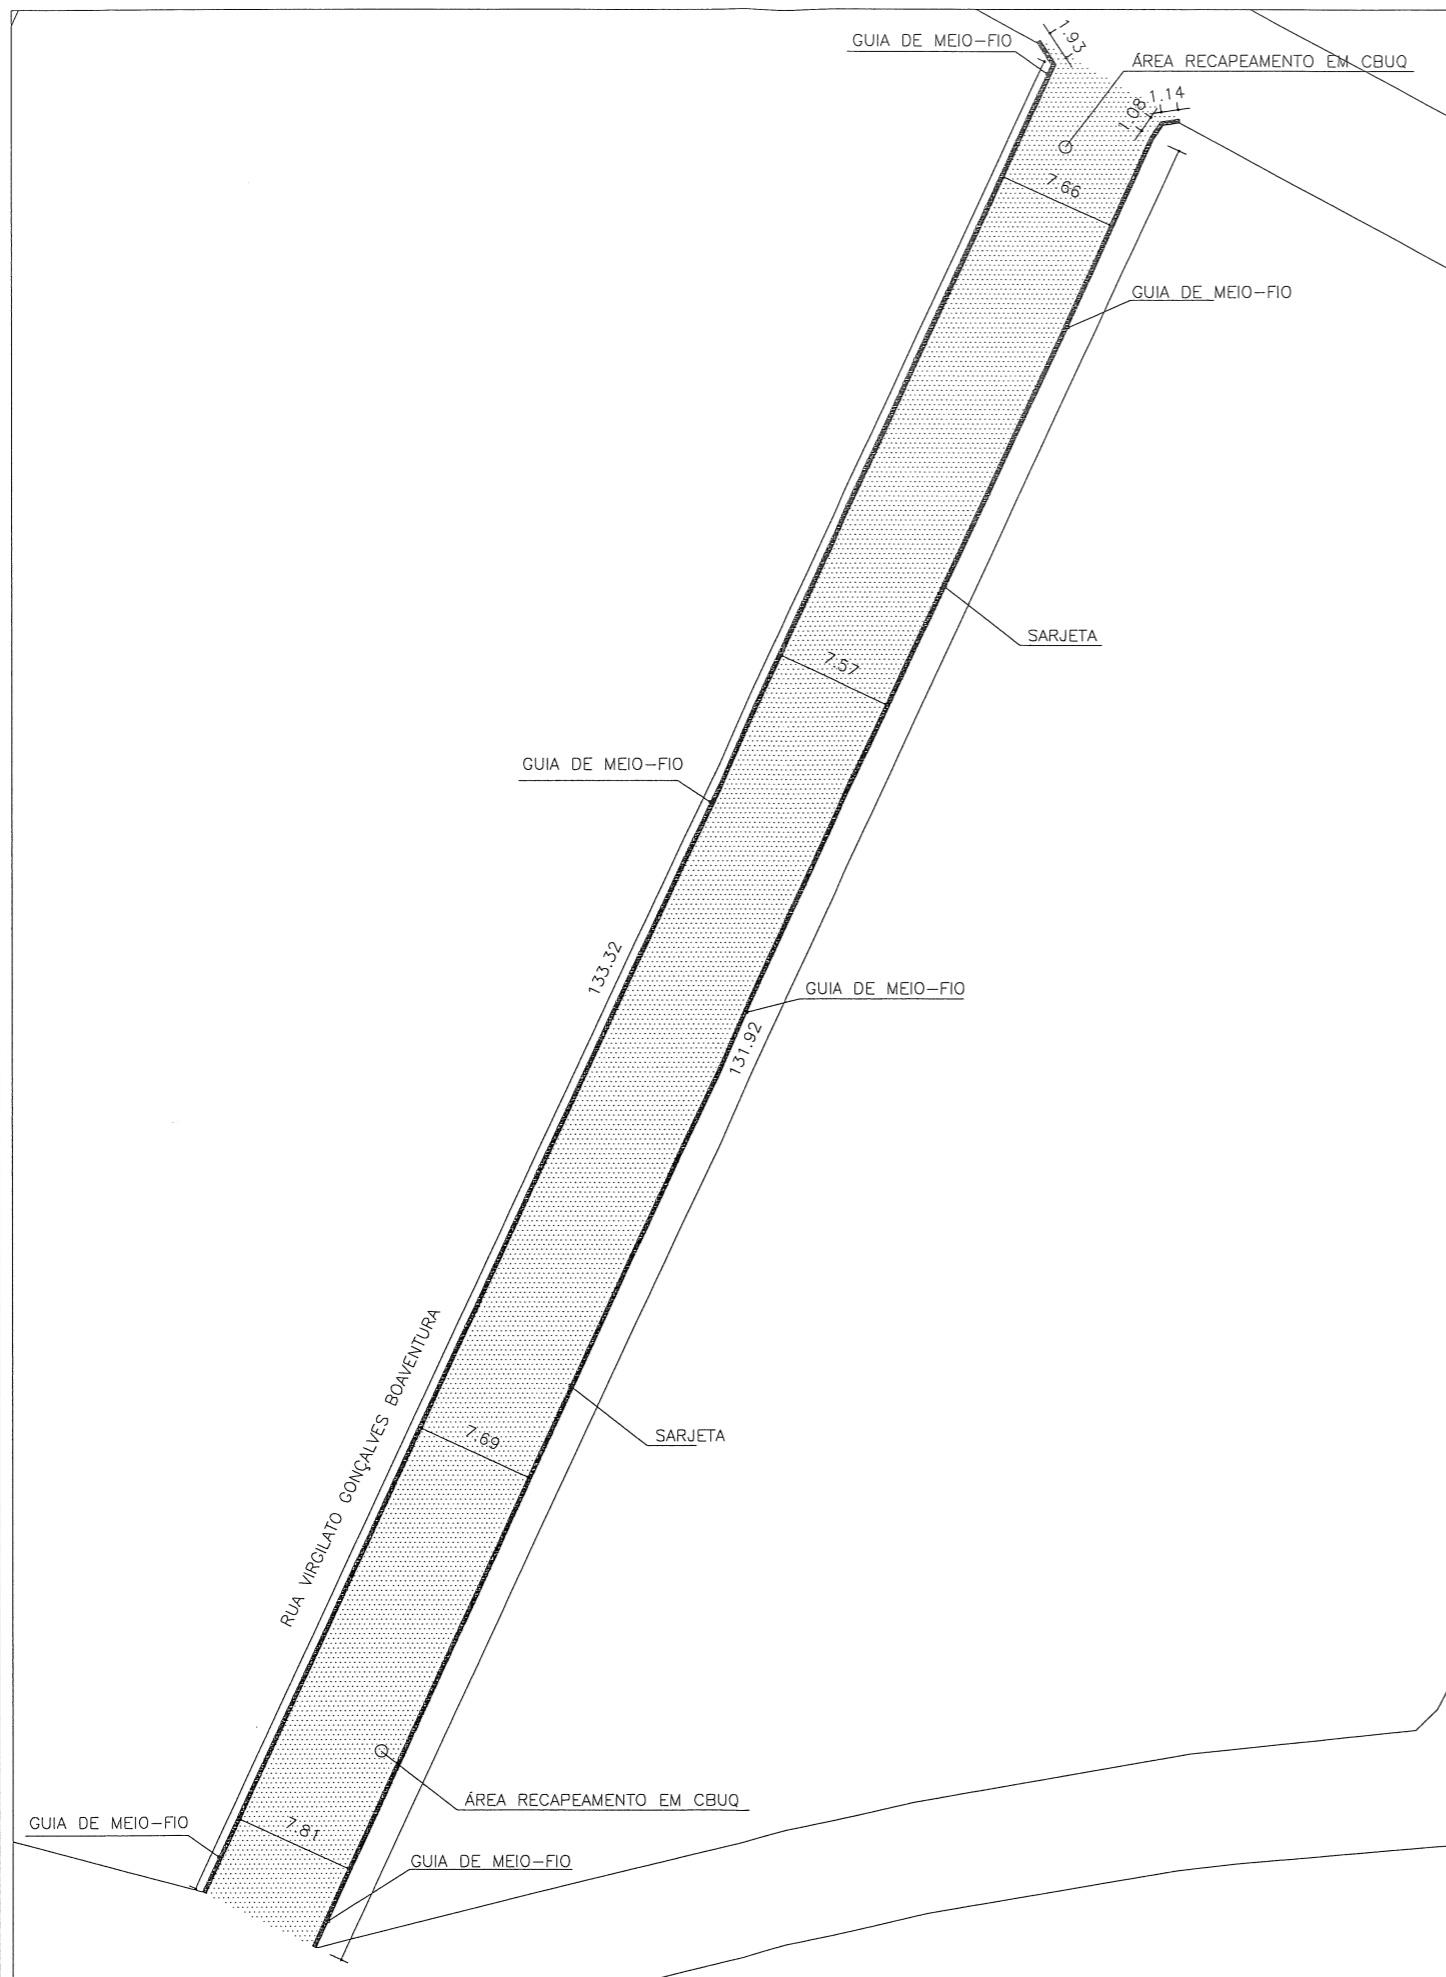 GUIA DE MEIO-FIO
1.93
ÁREA RECAPEAMENTO EM CBUQ
1.14
1.08
7.66
GUIA DE MEIO-FIO
SARJETA
7.57
GUIA DE MEIO-FIO
133.32
GUIA DE MEIO-FIO
131.92
RUA VIRGILATO GONÇALVES BOAVENTURA
7.69
SARJETA
ÁREA RECAPEAMENTO EM CBUQ
GUIA DE MEIO-FIO
7.81
GUIA DE MEIO-FIO